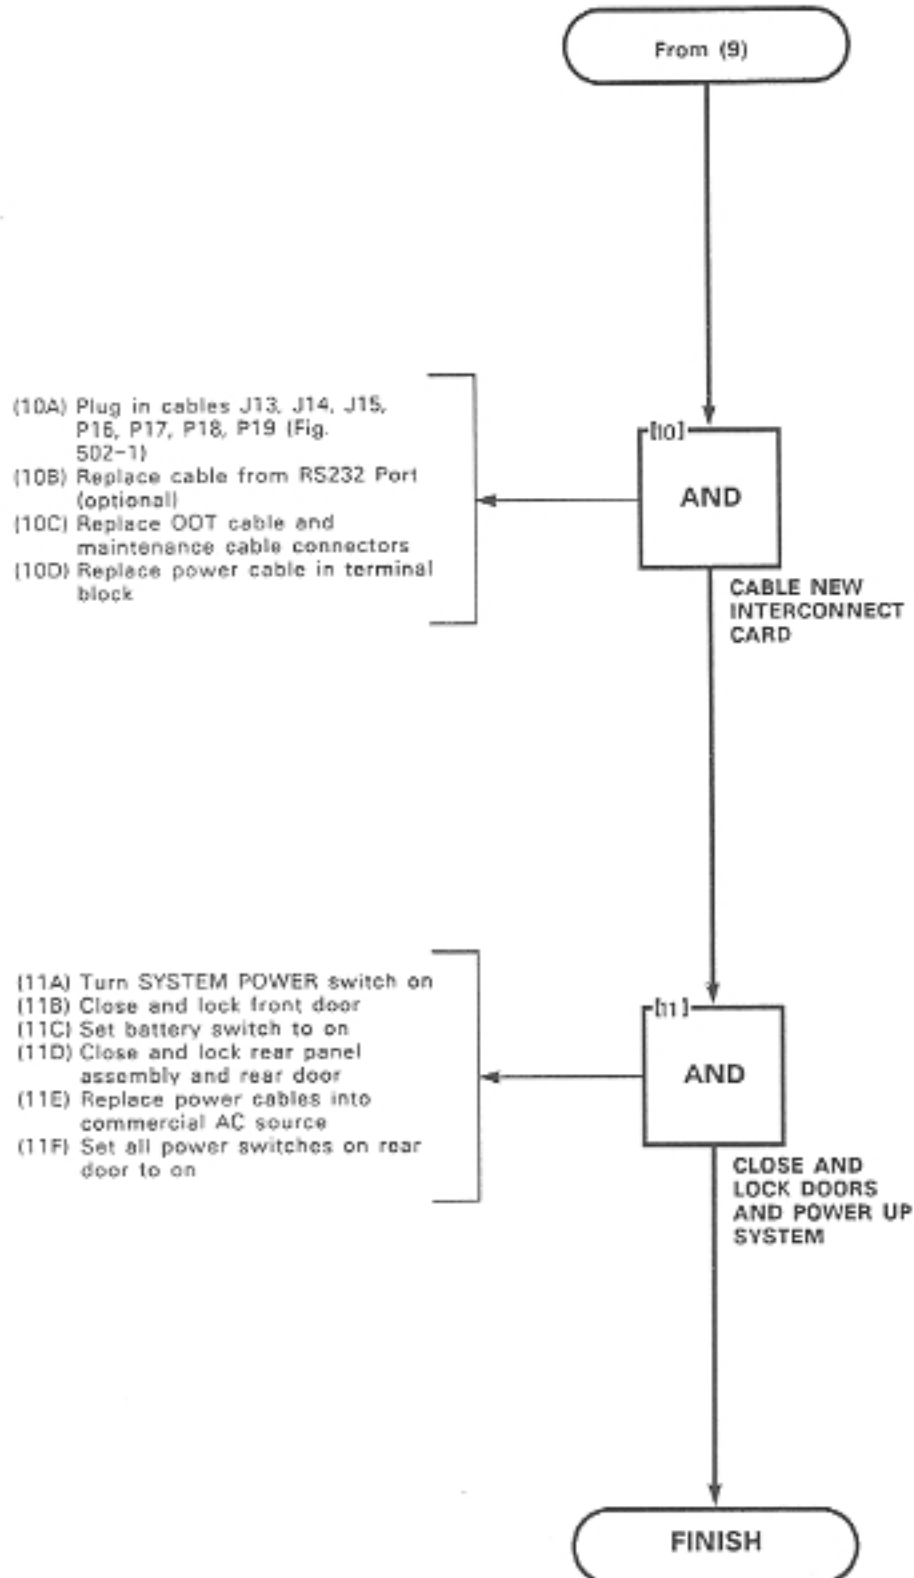 From (9)
[10]
AND
(10A) Plug in cables J13, J14, J15,
P16, P17, P18, P19 (Fig.
502-1)
(10B) Replace cable from RS232 Port
(optional)
(10C) Replace OOT cable and
maintenance cable connectors
(10D) Replace power cable in terminal
block
CABLE NEW
INTERCONNECT
CARD
[11]
AND
(11A) Turn SYSTEM POWER switch on
(11B) Close and lock front door
(11C) Set battery switch to on
(11D) Close and lock rear panel
assembly and rear door
(11E) Replace power cables into
commercial AC source
(11F) Set all power switches on rear
door to on
CLOSE AND
LOCK DOORS
AND POWER UP
SYSTEM
FINISH